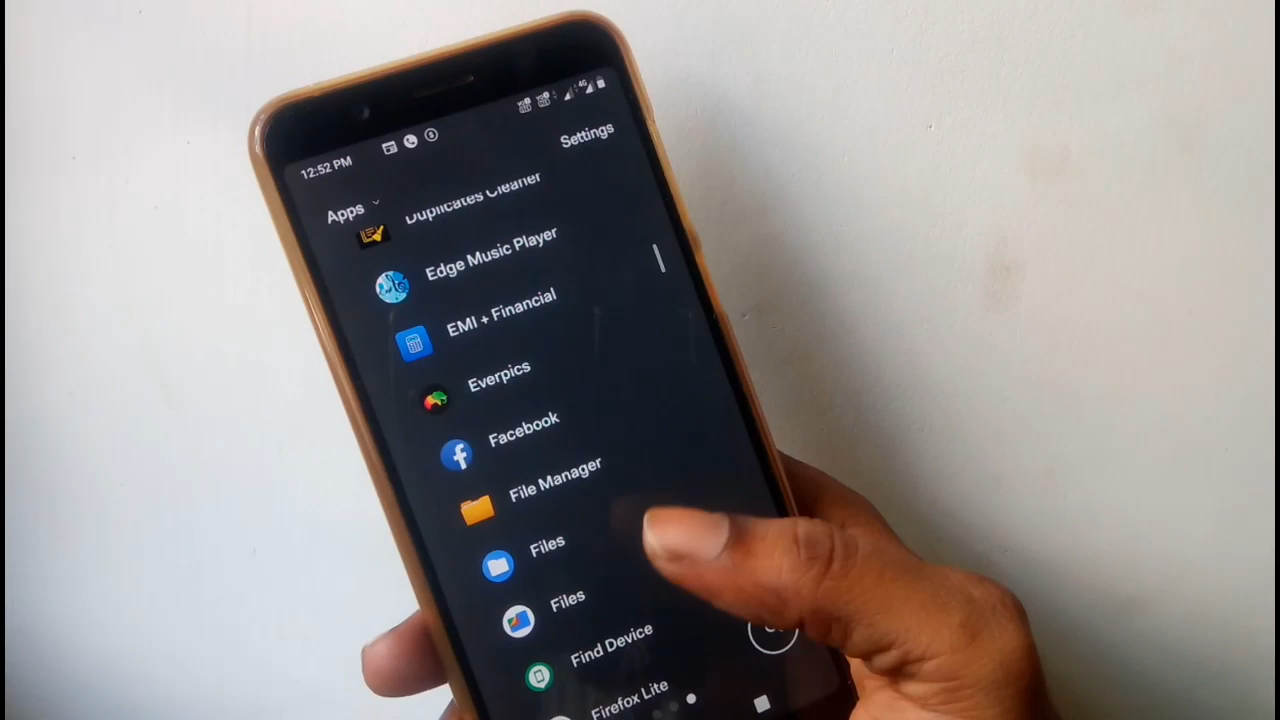 12:52 PM
4G
Settings
Apps
Duplicates Cleaner
Edge Music Player
EMI + Financial
Everpics
Facebook
File Manager
Files
Files
Find Device
Firefox Lite